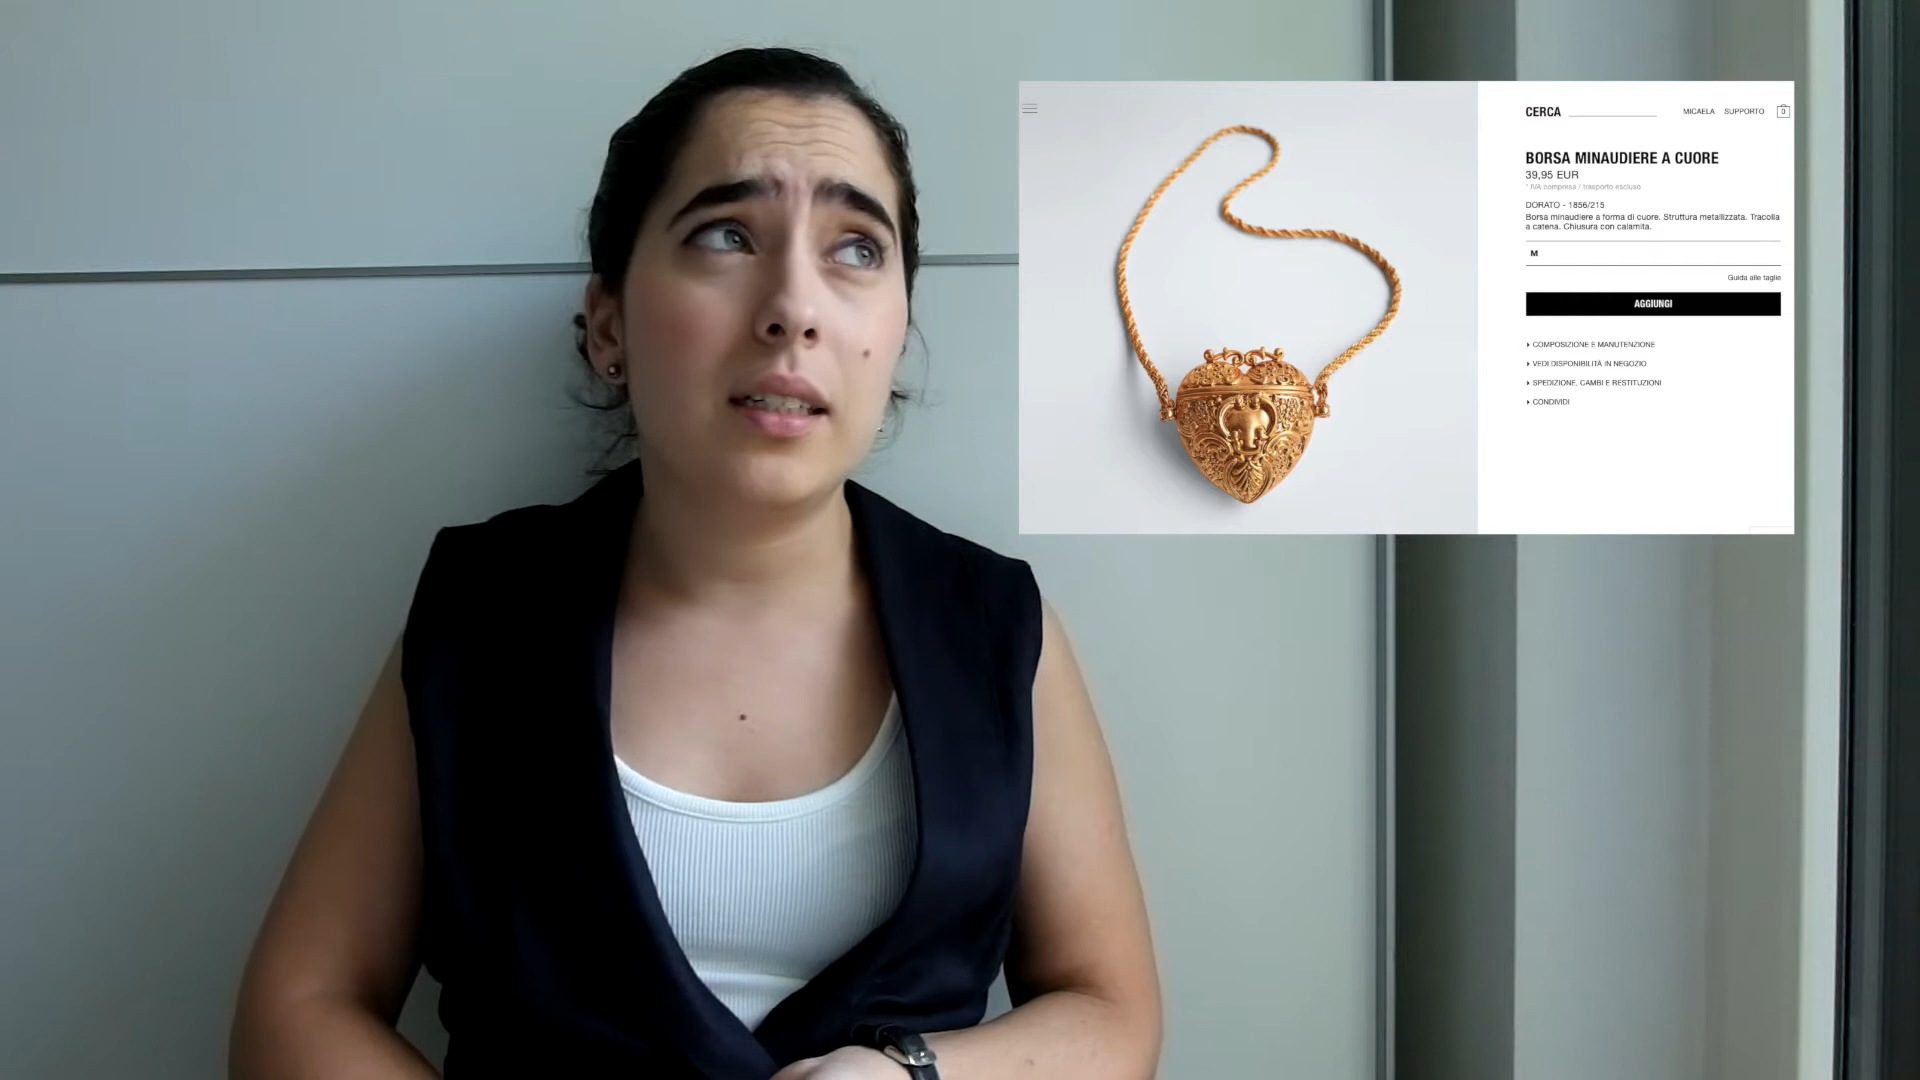 CERCA
MICAELA SUPPORTO 0
BORSA MINAUDIERE A CUORE
39,95 EUR
* IVA compresa / trasporto escluso
DORATO - 1856/215
Borsa minaudiere a forma di cuore. Struttura metallizzata. Tracolla
a catena. Chiusura con calamita.
M
Guida alle taglie
AGGIUNGI
COMPOSIZIONE E MANUTENZIONE
VEDI DISPONIBILITÀ IN NEGOZIO
SPEDIZIONE, CAMBI E RESTITUZIONI
CONDIVIDI